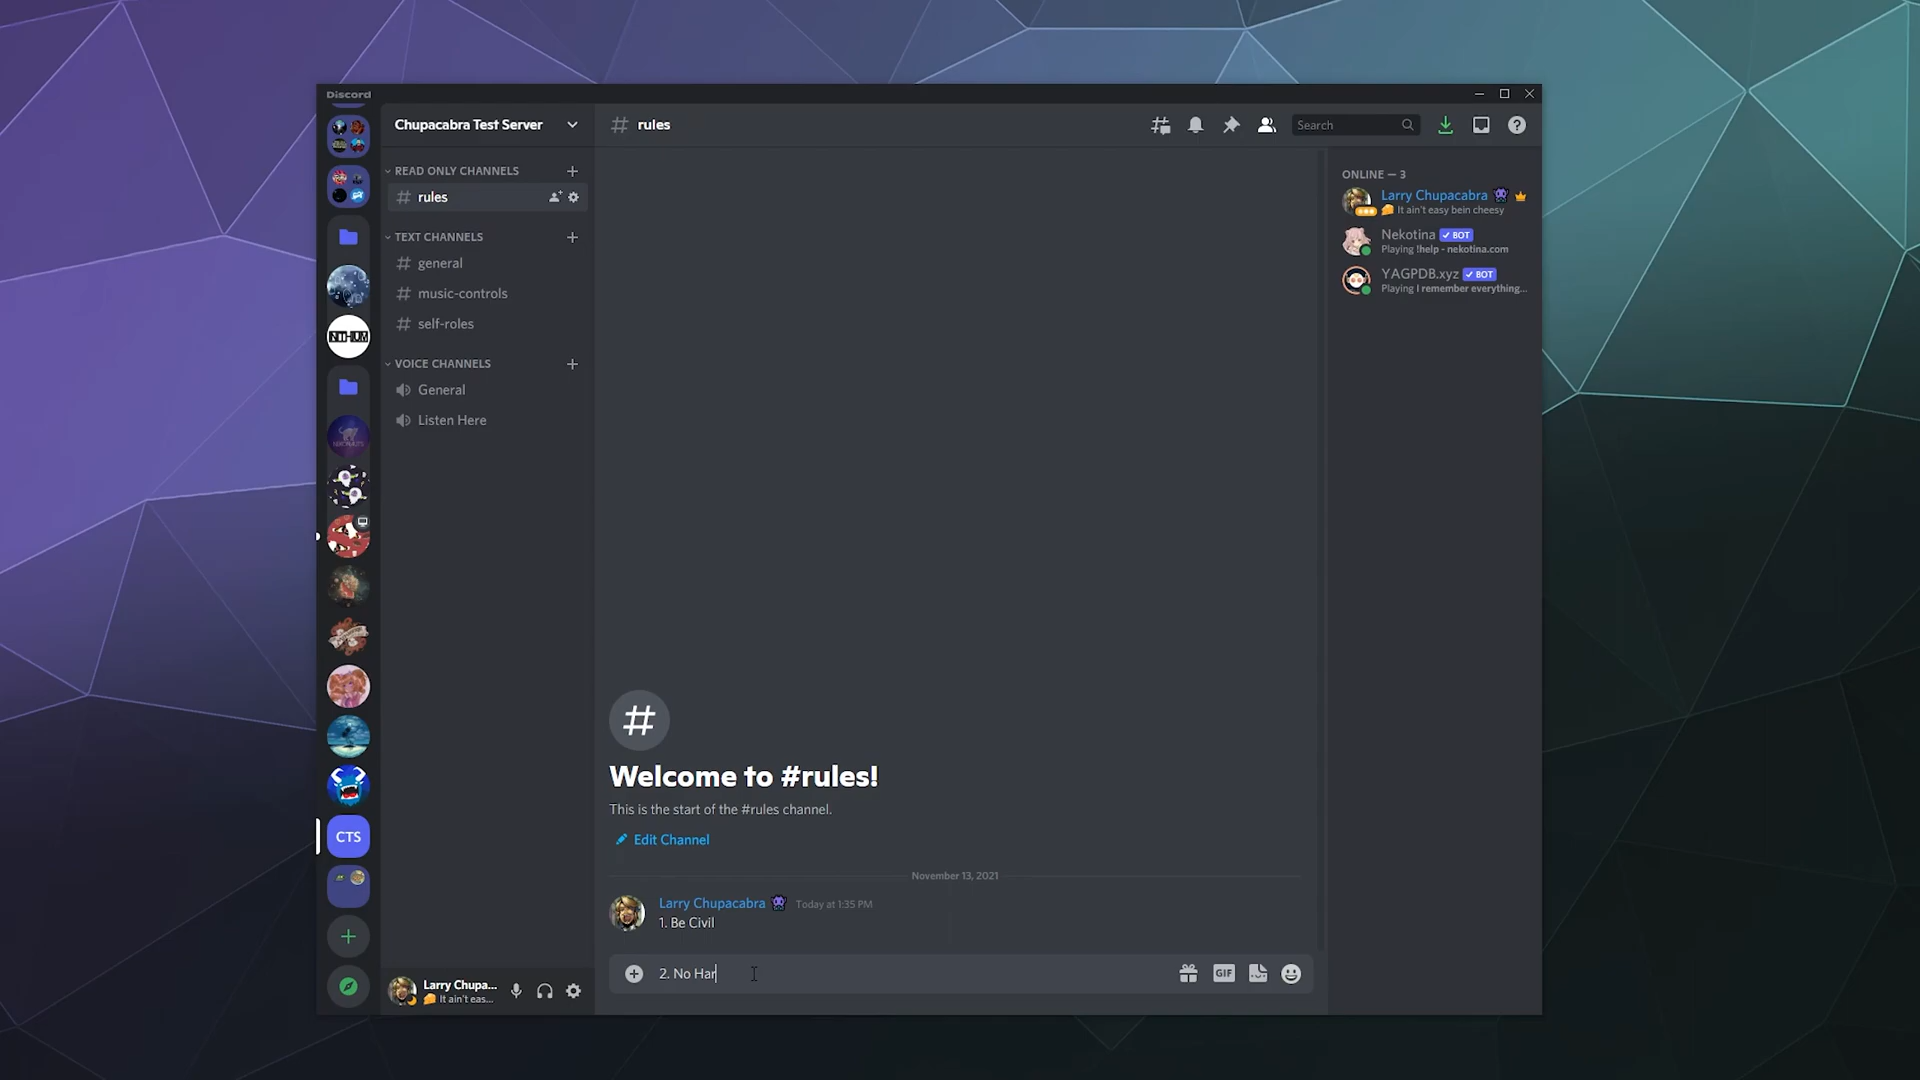 Discord
Chupacabra Test Server
rules
Search
READ ONLY CHANNELS
rules
TEXT CHANNELS
general
music-controls
self-roles
VOICE CHANNELS
General
Listen Here
CTS
Larry Chupa...
It ain't eas...
Welcome to #rules!
This is the start of the #rules channel.
Edit Channel
November 13, 2021
Larry Chupacabra Today at 1:35 PM
1. Be Civil
2. No Har
GIF
ONLINE — 3
Larry Chupacabra
It ain't easy bein cheesy
Nekotina ✓ BOT
Playing !help - nekotina.com
YAGPDB.xyz ✓ BOT
Playing I remember everything...